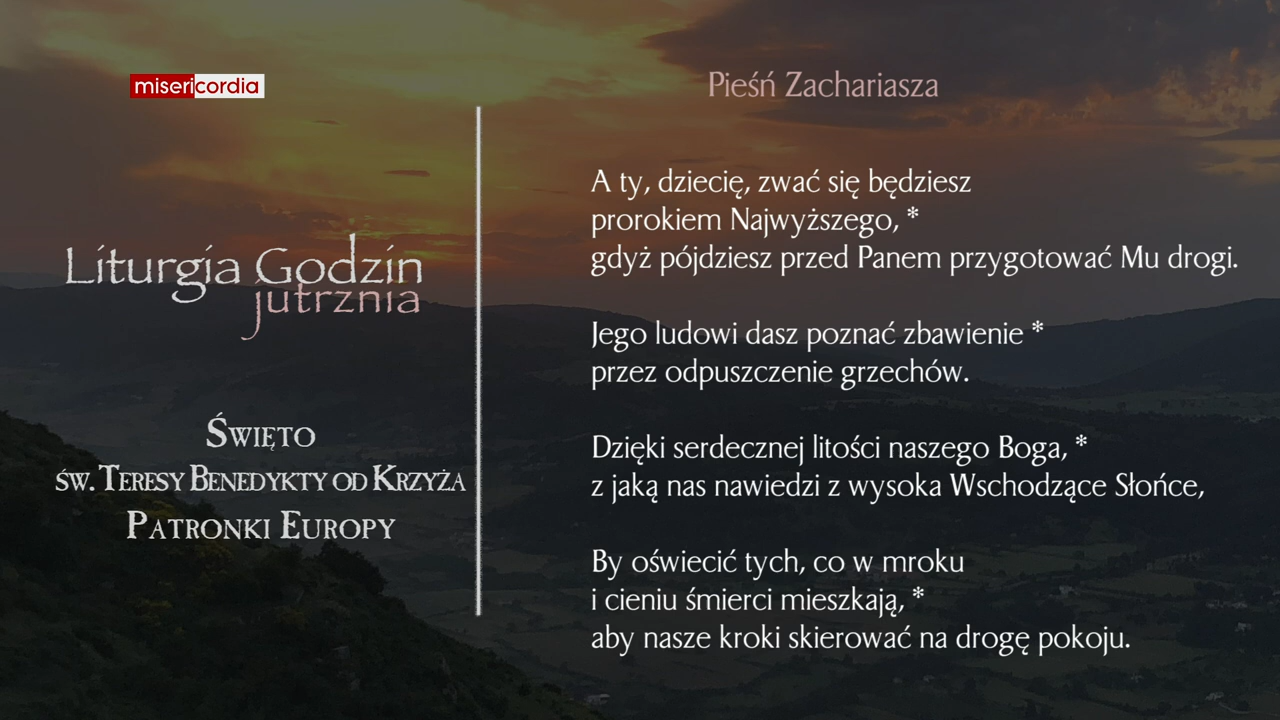 misericordia
Liturgia Godzin
jutrznia
Święto
św. Teresy Benedykty od Krzyża
Patronki Europy
Pieśń Zachariasza
A ty, dziecię, zwać się będziesz
prorokiem Najwyższego, *
gdyż pójdziesz przed Panem przygotować Mu drogi.
Jego ludowi dasz poznać zbawienie *
przez odpuszczenie grzechów.
Dzięki serdecznej litości naszego Boga, *
z jaką nas nawiedzi z wysoka Wschodzące Słońce,
By oświecić tych, co w mroku
i cieniu śmierci mieszkają, *
aby nasze kroki skierować na drogę pokoju.